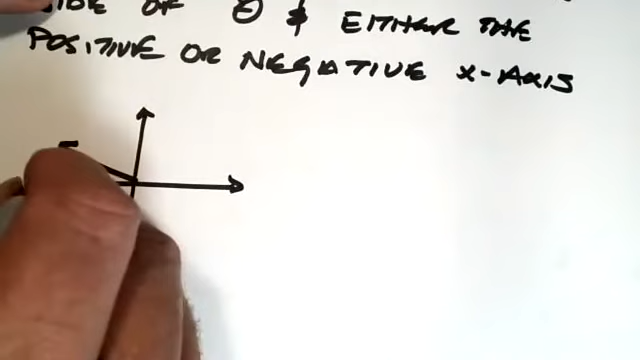 SIDE OF θ & EITHER THE
POSITIVE OR NEGATIVE X-AXIS